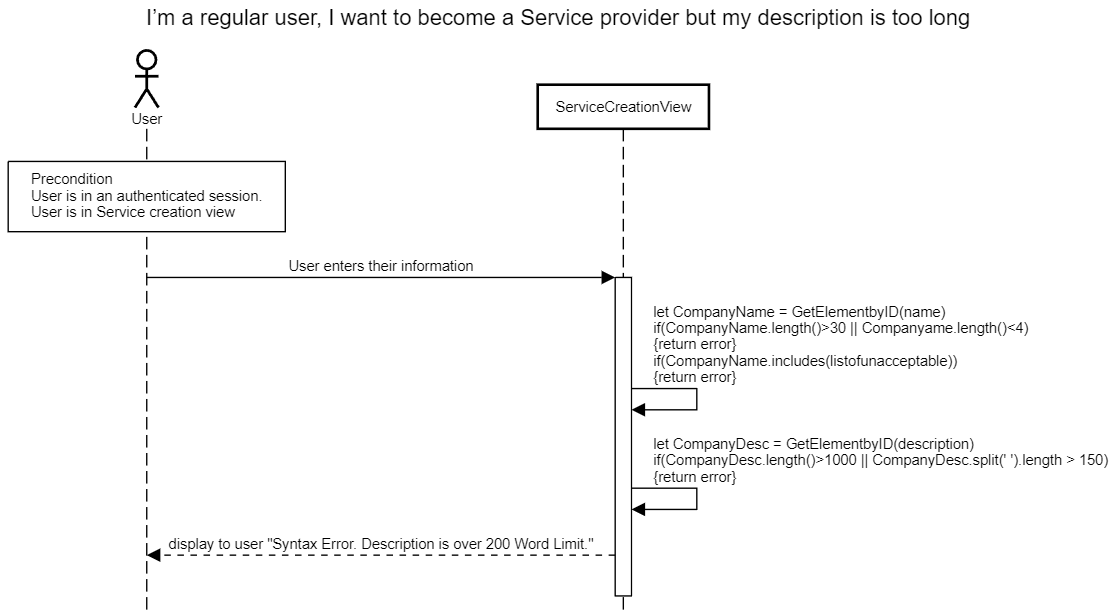 I'm a regular user, I want to become a Service provider but my description is too long
User
ServiceCreationView
Precondition
User is in an authenticated session.
User is in Service creation view
User enters their information
let CompanyName = GetElementbyID(name)
if(CompanyName.length()>30 || Companyame.length()<4)
{return error}
if(CompanyName.includes(listofunacceptable))
{return error}
let CompanyDesc = GetElementbyID(description)
if(CompanyDesc.length()>1000 || CompanyDesc.split(' ').length > 150)
{return error}
display to user "Syntax Error. Description is over 200 Word Limit."